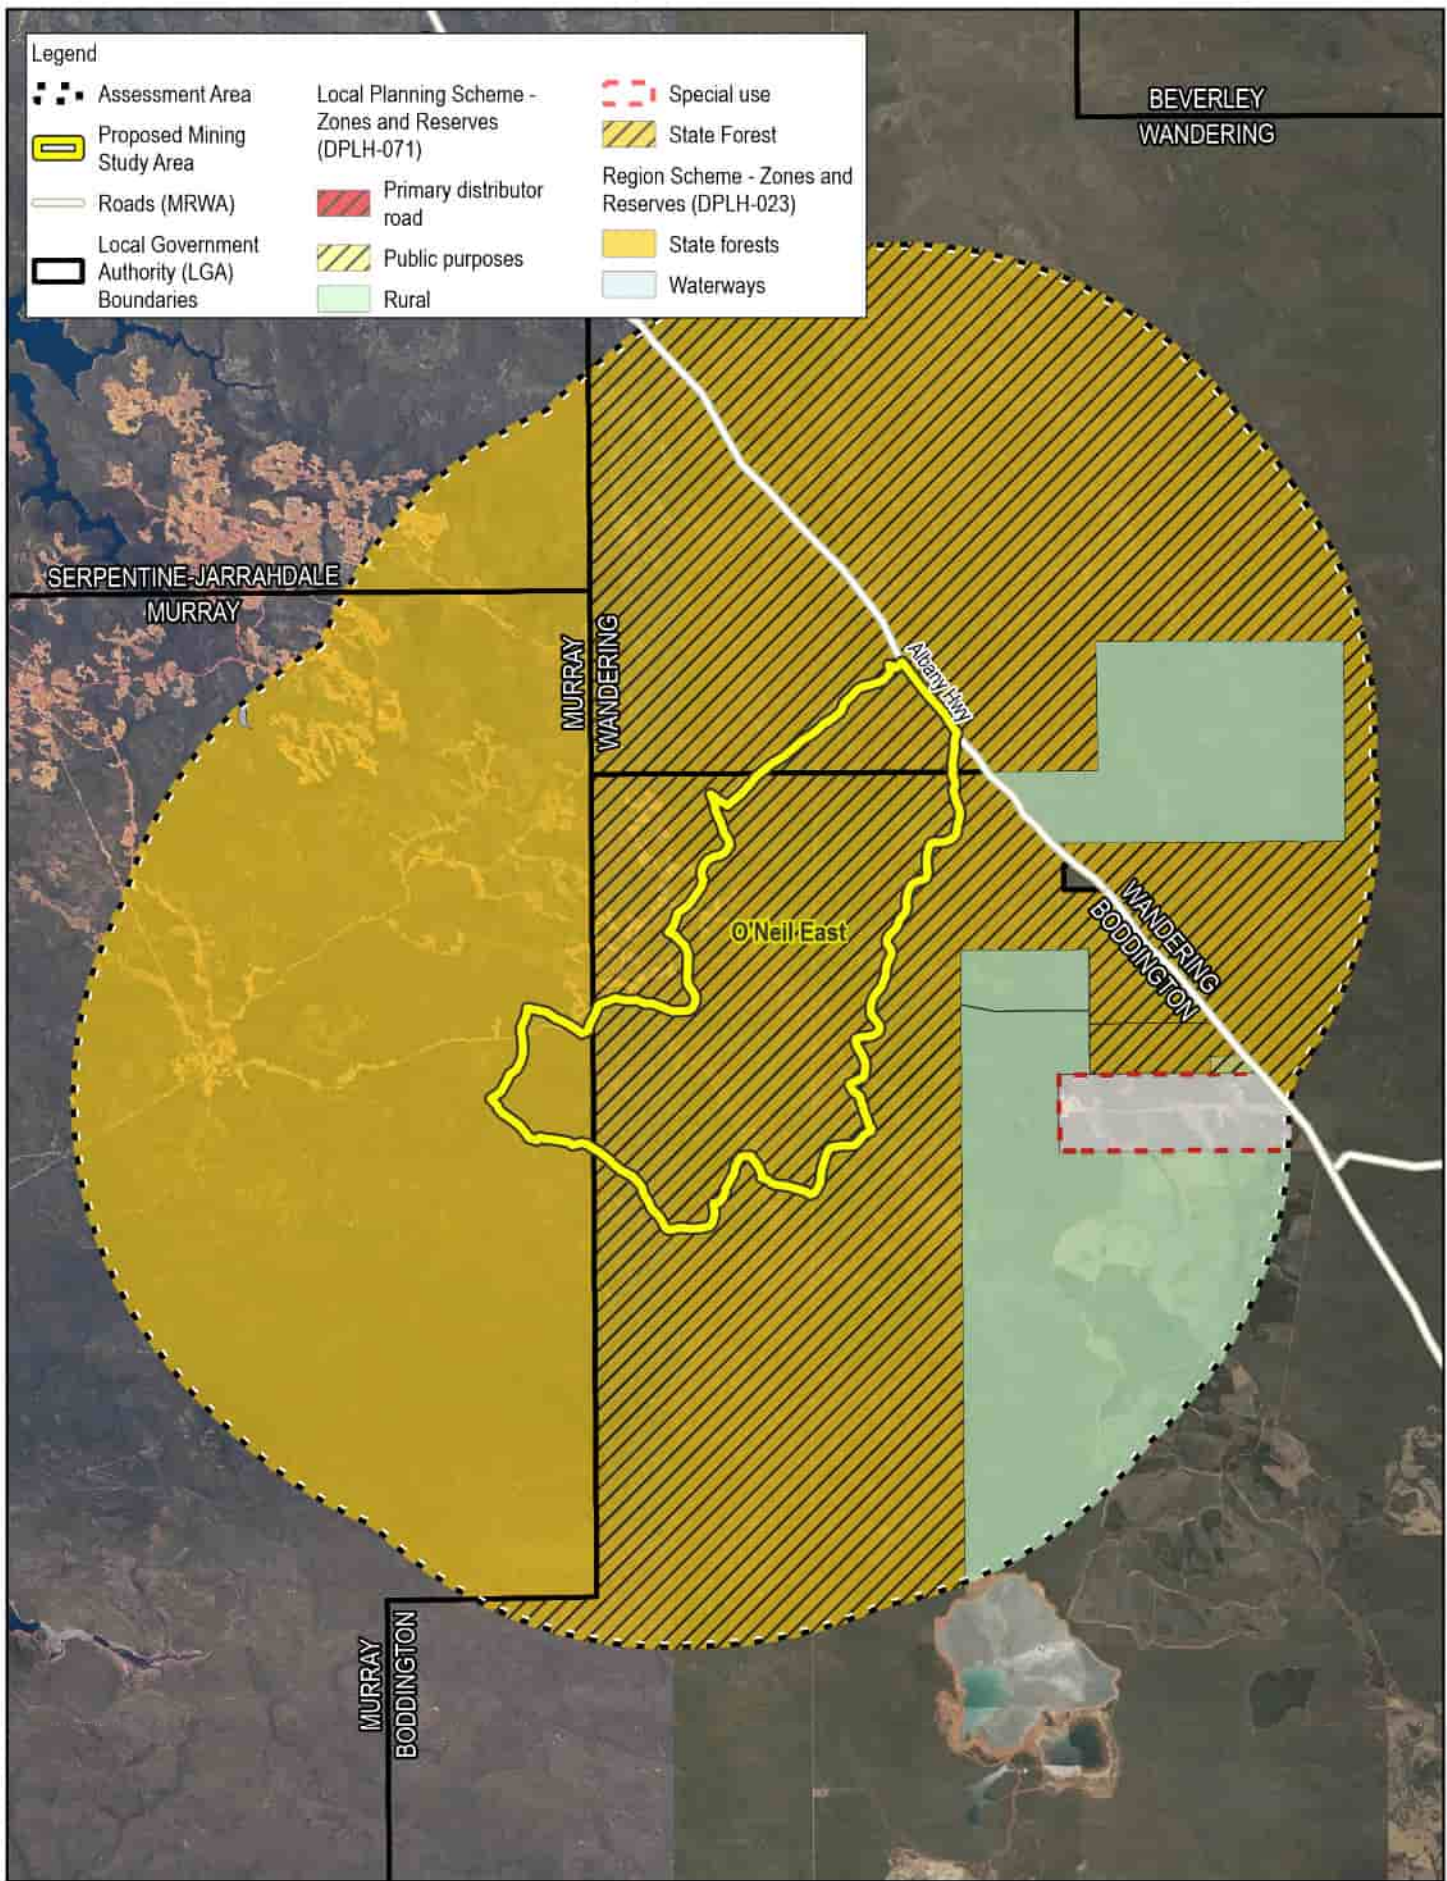 Legend
Assessment Area
Proposed Mining
Study Area
Roads (MRWA)
Local Government
Authority (LGA)
Boundaries
Local Planning Scheme -
Zones and Reserves
(DPLH-071)
Primary distributor
road
Public purposes
Rural
Special use
State Forest
Region Scheme - Zones and
Reserves (DPLH-023)
State forests
Waterways
BEVERLEY
WANDERING
SERPENTINE-JARRAHDALE
MURRAY
MURRAY
WANDERING
Albany Hwy
O'Neil East
WANDERING
BODDINGTON
MURRAY
BODDINGTON